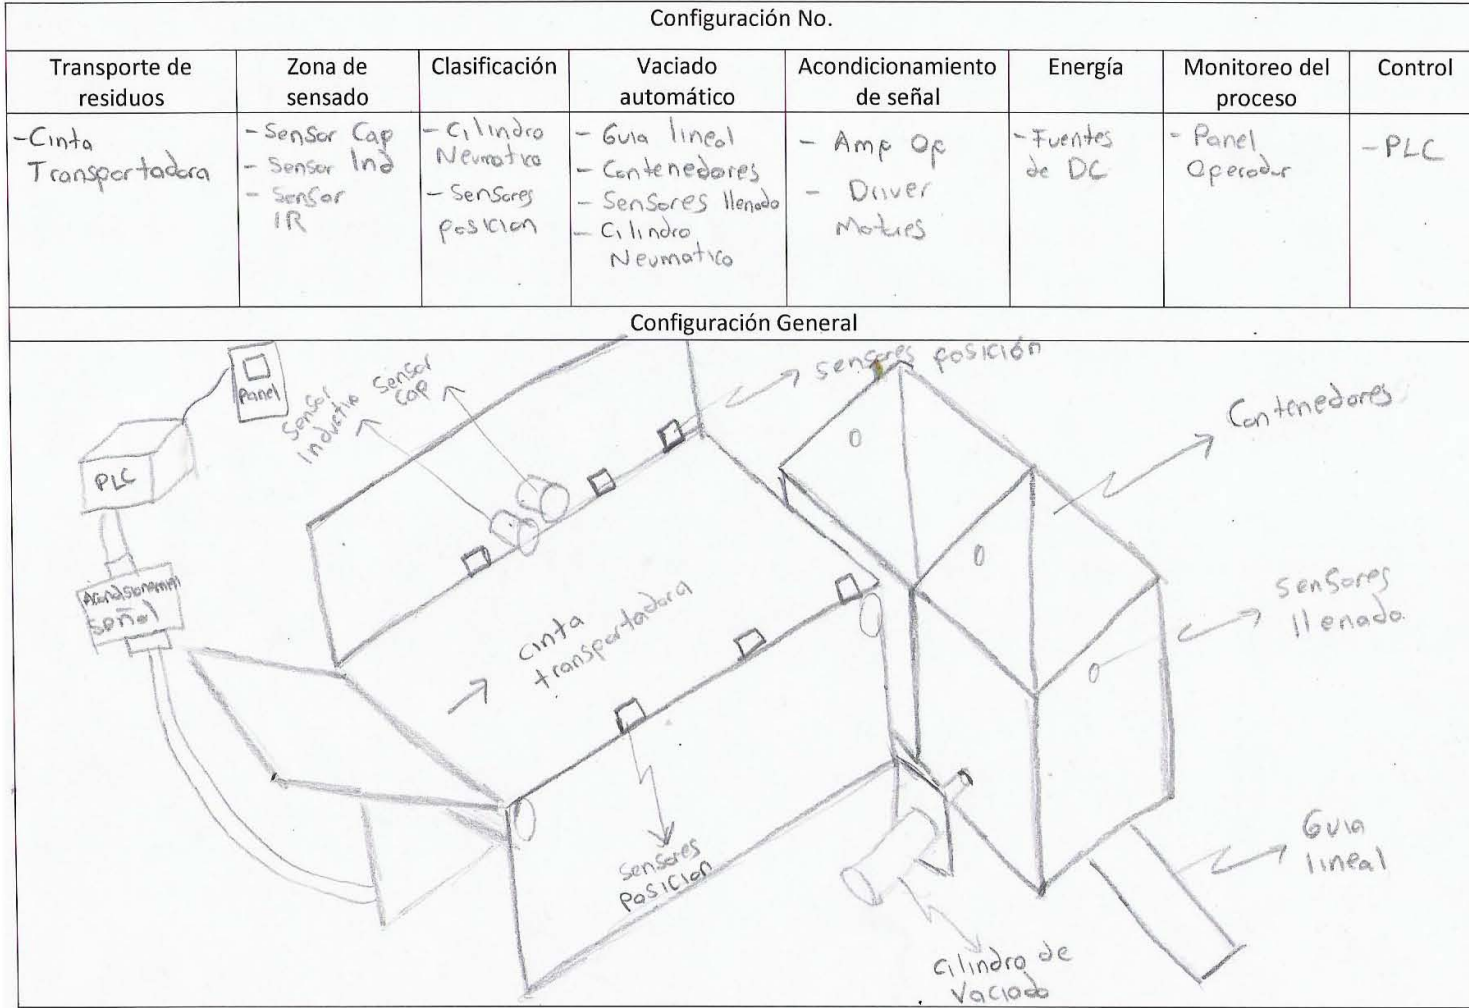 Configuración No.
Transporte de
residuos
Zona de
sensado
Clasificación
Vaciado
automático
Acondicionamiento
de señal
Energía
Monitoreo del
proceso
Control
-Cinta
Transportadora
- Sensor Cap
- Sensor Ind
- Sensor
IR
- Cilindro
Neumatico
- Sensores
posicion
- Guia lineal
- Contenedores
- Sensores llenado
- Cilindro
Neumatico
- Amp Op
- Driver
Motores
- Fuentes
de DC
- Panel
Operador
- PLC
Configuración General
Panel
PLC
señal
Sensor
inductivo
Sensor
cap
sensores posición
Contenedores
cinta
transportadora
sensores
llenado
sensores
posicion
Guia
lineal
cilindro de
vaciado